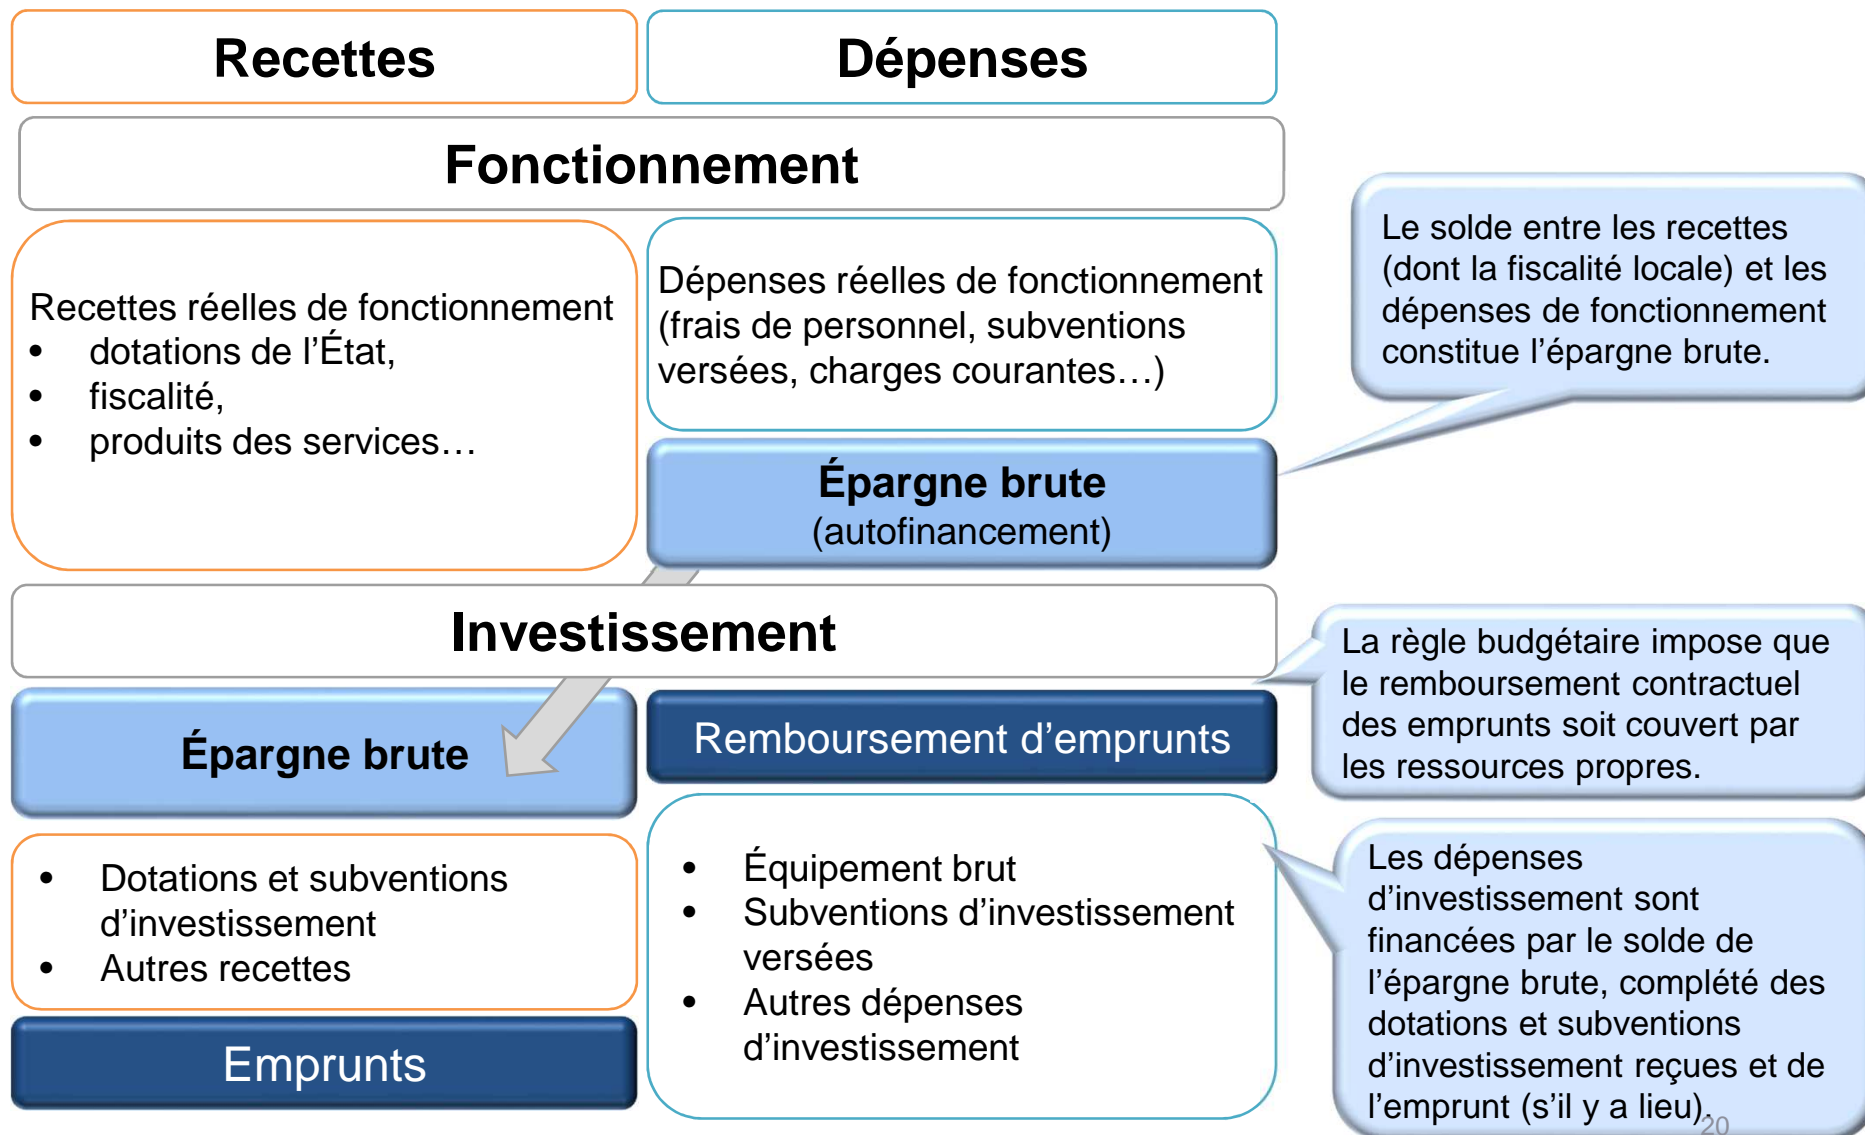 Recettes
Dépenses
Fonctionnement
Recettes réelles de fonctionnement
• dotations de l’État,
• fiscalité,
• produits des services…
Dépenses réelles de fonctionnement
(frais de personnel, subventions
versées, charges courantes…)
Épargne brute
(autofinancement)
Le solde entre les recettes
(dont la fiscalité locale) et les
dépenses de fonctionnement
constitue l’épargne brute.
Investissement
Épargne brute
Remboursement d’emprunts
La règle budgétaire impose que
le remboursement contractuel
des emprunts soit couvert par
les ressources propres.
• Dotations et subventions
d’investissement
• Autres recettes
Emprunts
• Équipement brut
• Subventions d’investissement
versées
• Autres dépenses
d’investissement
Les dépenses
d’investissement sont
financées par le solde de
l’épargne brute, complété des
dotations et subventions
d’investissement reçues et de
l’emprunt (s’il y a lieu).
20